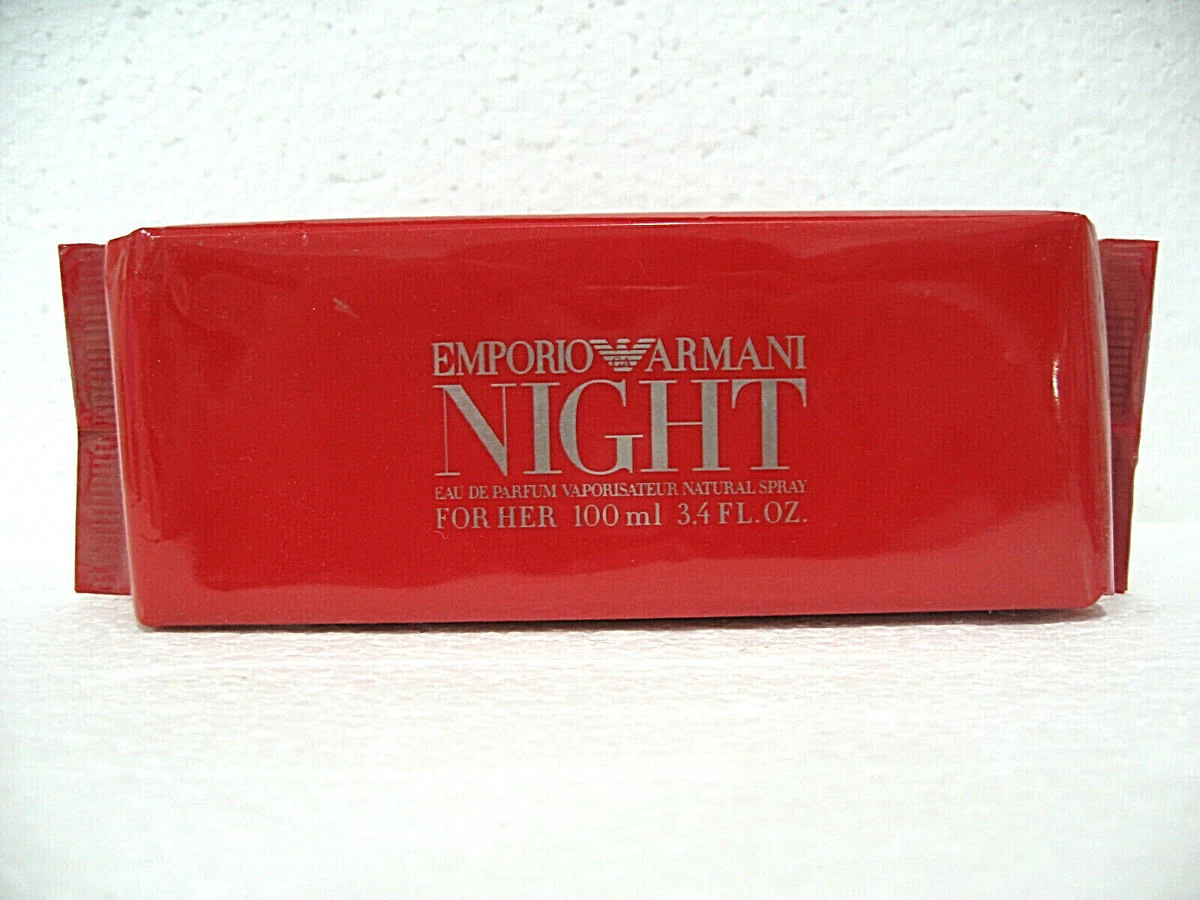 EMPORIO ARMANI
NIGHT
EAU DE PARFUM VAPORISATEUR NATURAL SPRAY
FOR HER 100 ml 3.4 FL. OZ.